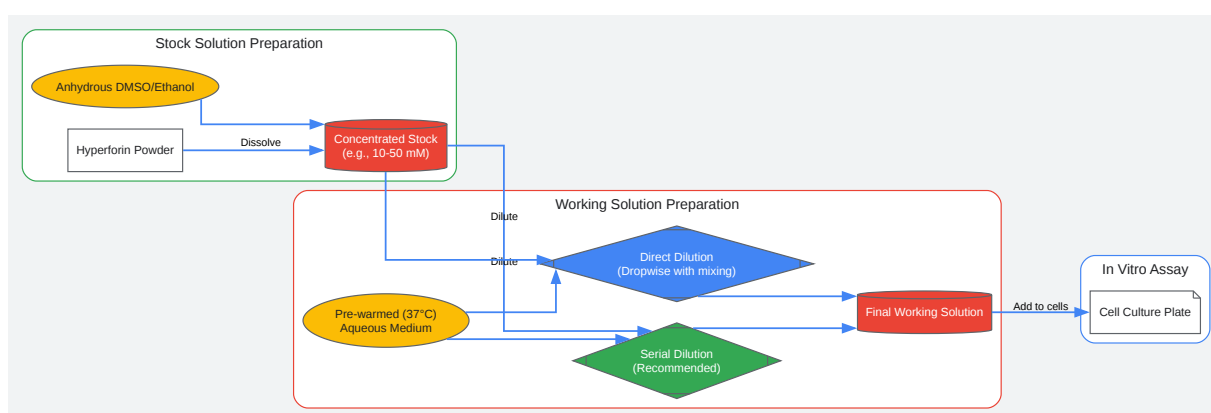 Stock Solution Preparation
Anhydrous DMSO/Ethanol
Hyperforin Powder
Dissolve
Concentrated Stock
(e.g., 10-50 mM)
Working Solution Preparation
Dilute
Dilute
Direct Dilution
(Dropwise with mixing)
Pre-warmed (37°C)
Aqueous Medium
Serial Dilution
(Recommended)
Final Working Solution
Add to cells
In Vitro Assay
Cell Culture Plate